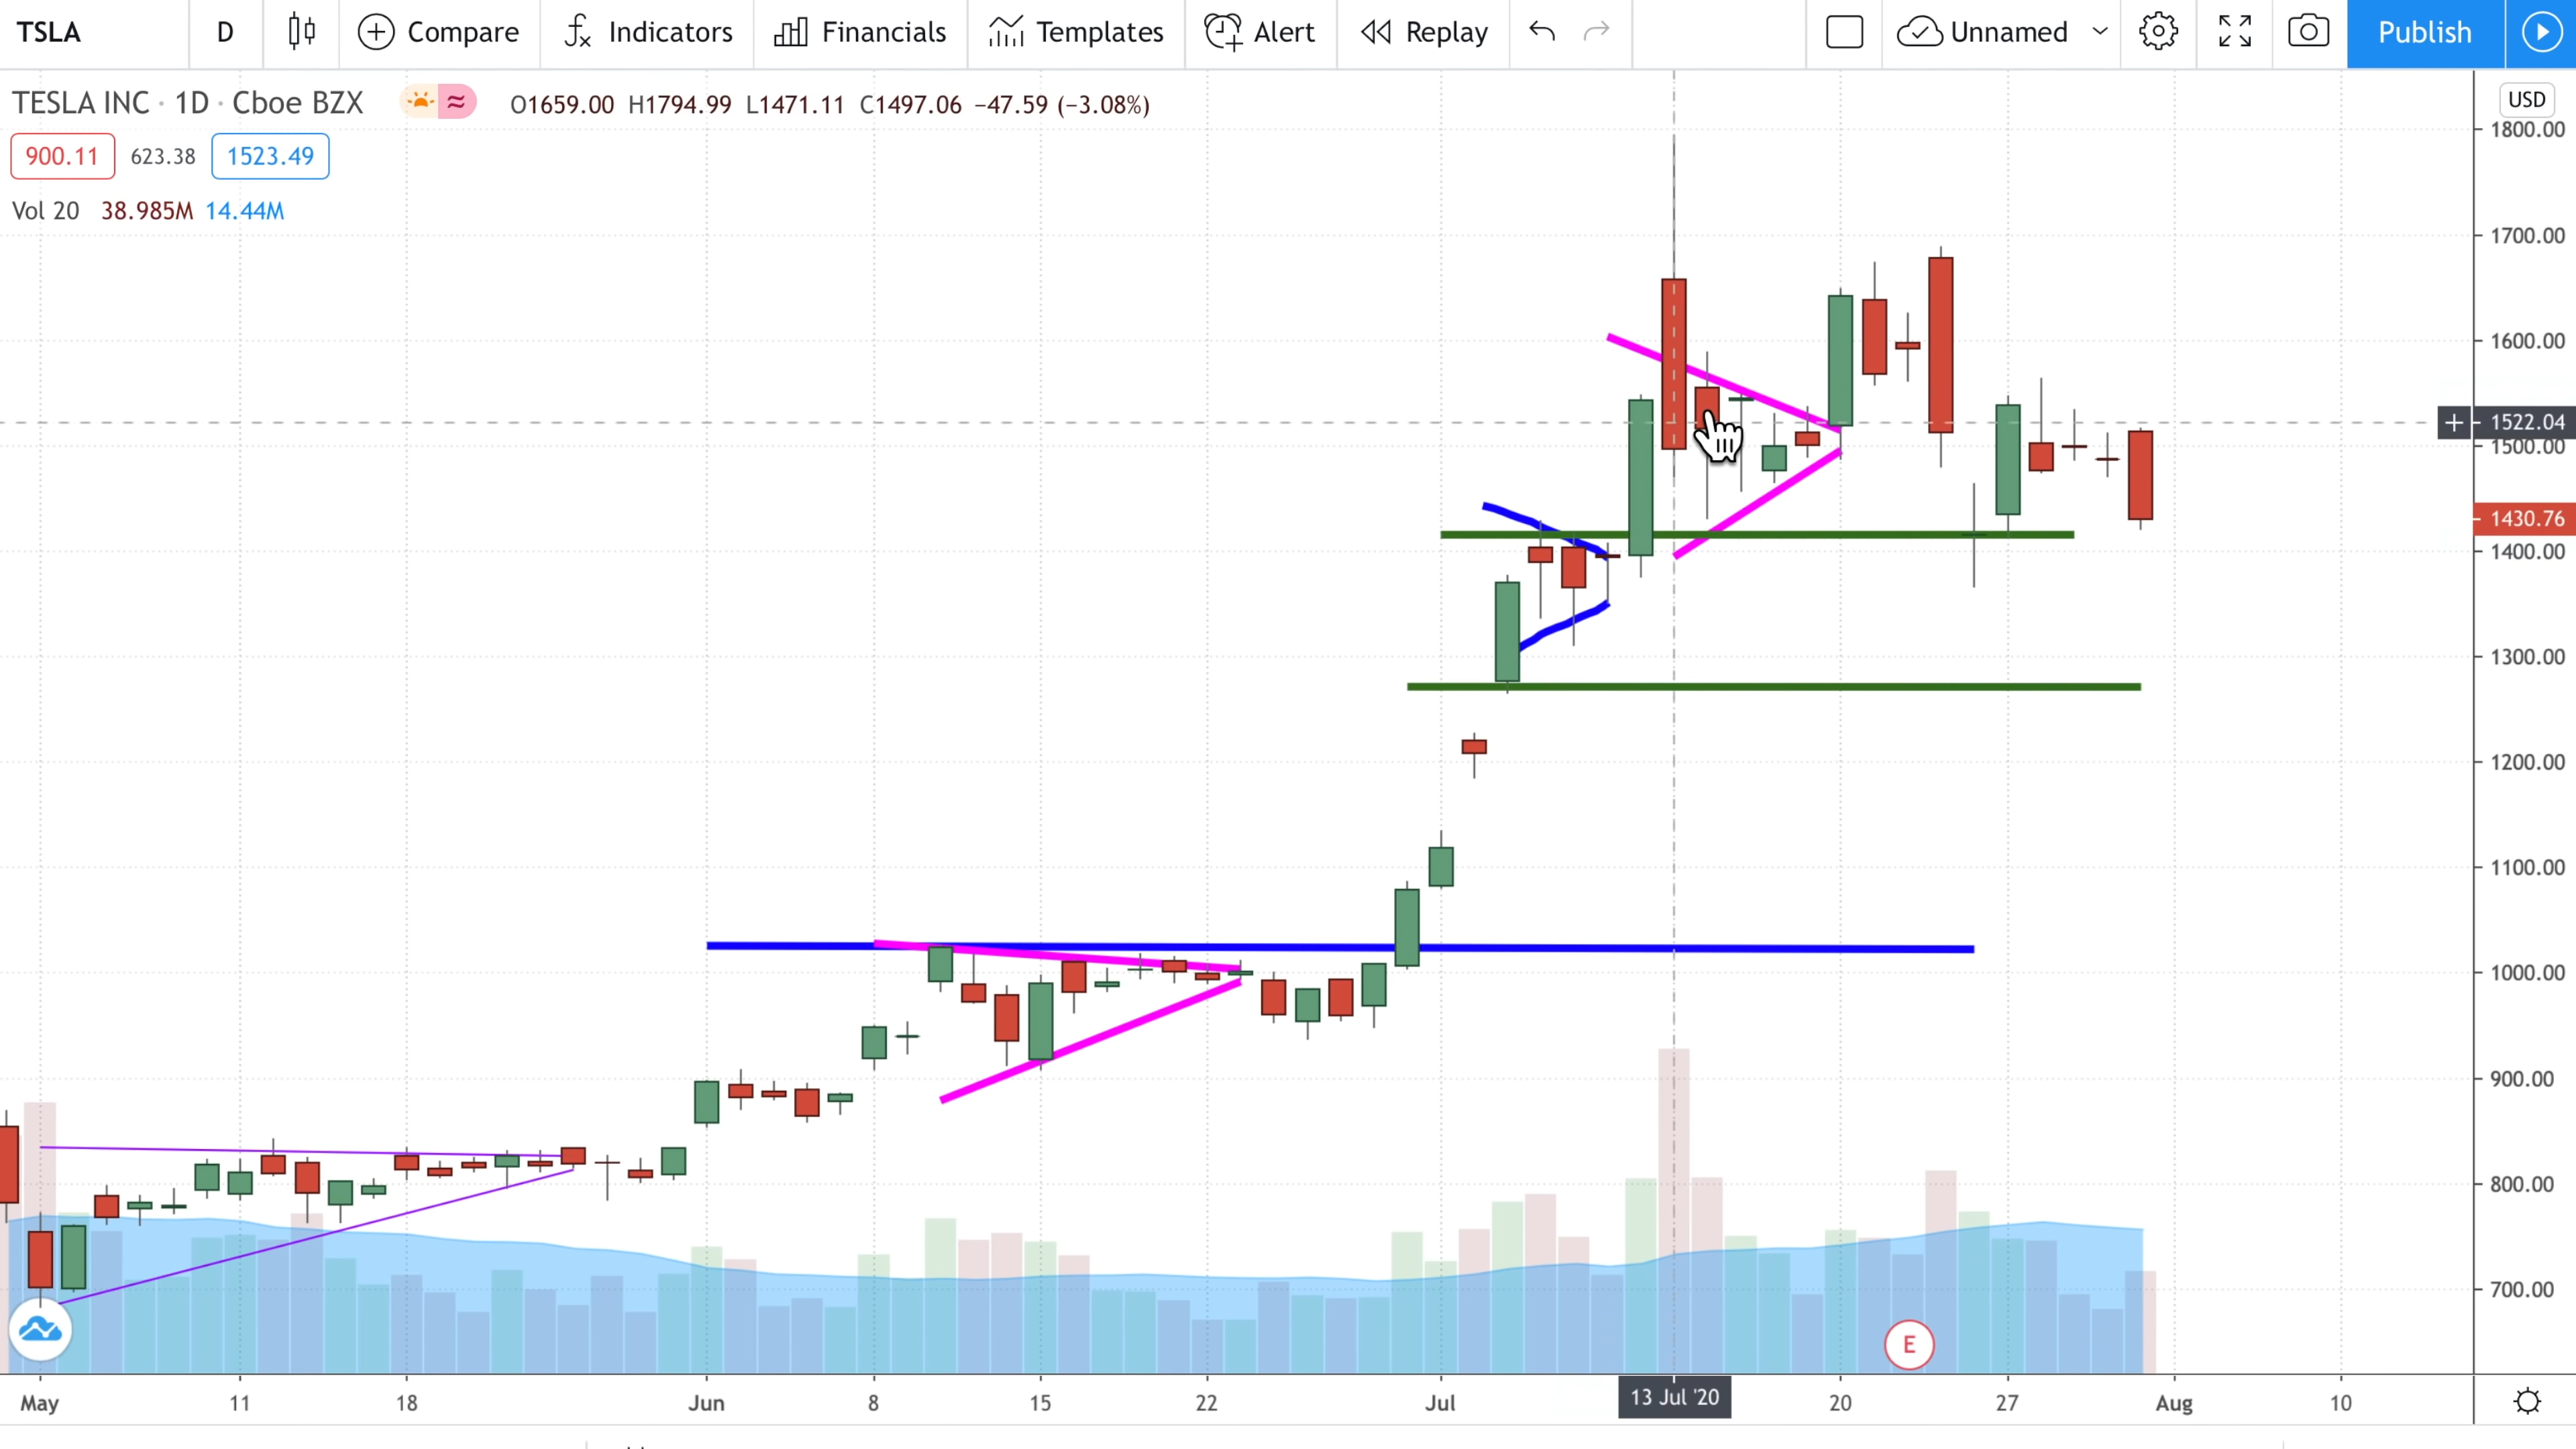 TSLA D Compare Indicators Financials Templates Alert Replay Unnamed Publish
TESLA INC · 1D · Cboe BZX O1659.00 H1794.99 L1471.11 C1497.06 −47.59 (−3.08%)
USD
900.11 623.38 1523.49
Vol 20 38.985M 14.44M
1800.00
1700.00
1600.00
1522.04
1500.00
1430.76
1400.00
1300.00
1200.00
1100.00
1000.00
900.00
800.00
700.00
E
May 11 18 Jun 8 15 22 Jul 13 Jul '20 20 27 Aug 10